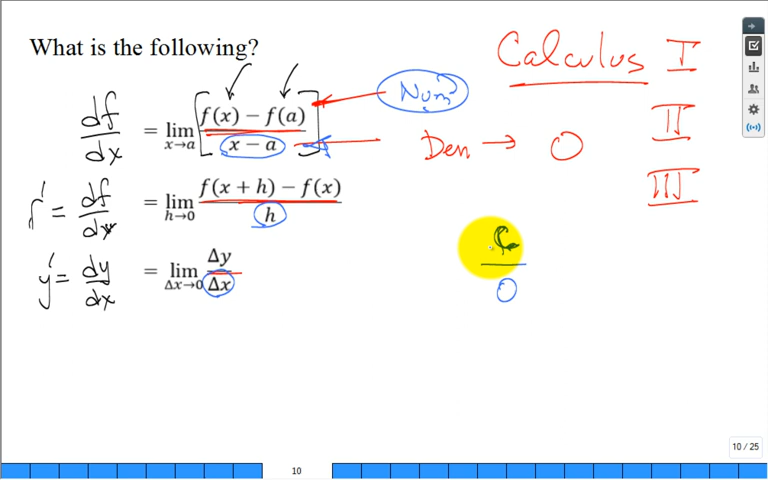 What is the following?
Calculus I
II
III
df/dx = lim x→a [f(x) − f(a) / x − a]
Num
Den → 0
f' = df/dx = lim h→0 f(x + h) − f(x) / h
y' = dy/dx = lim Δx→0 Δy / Δx
0
10 / 25
10